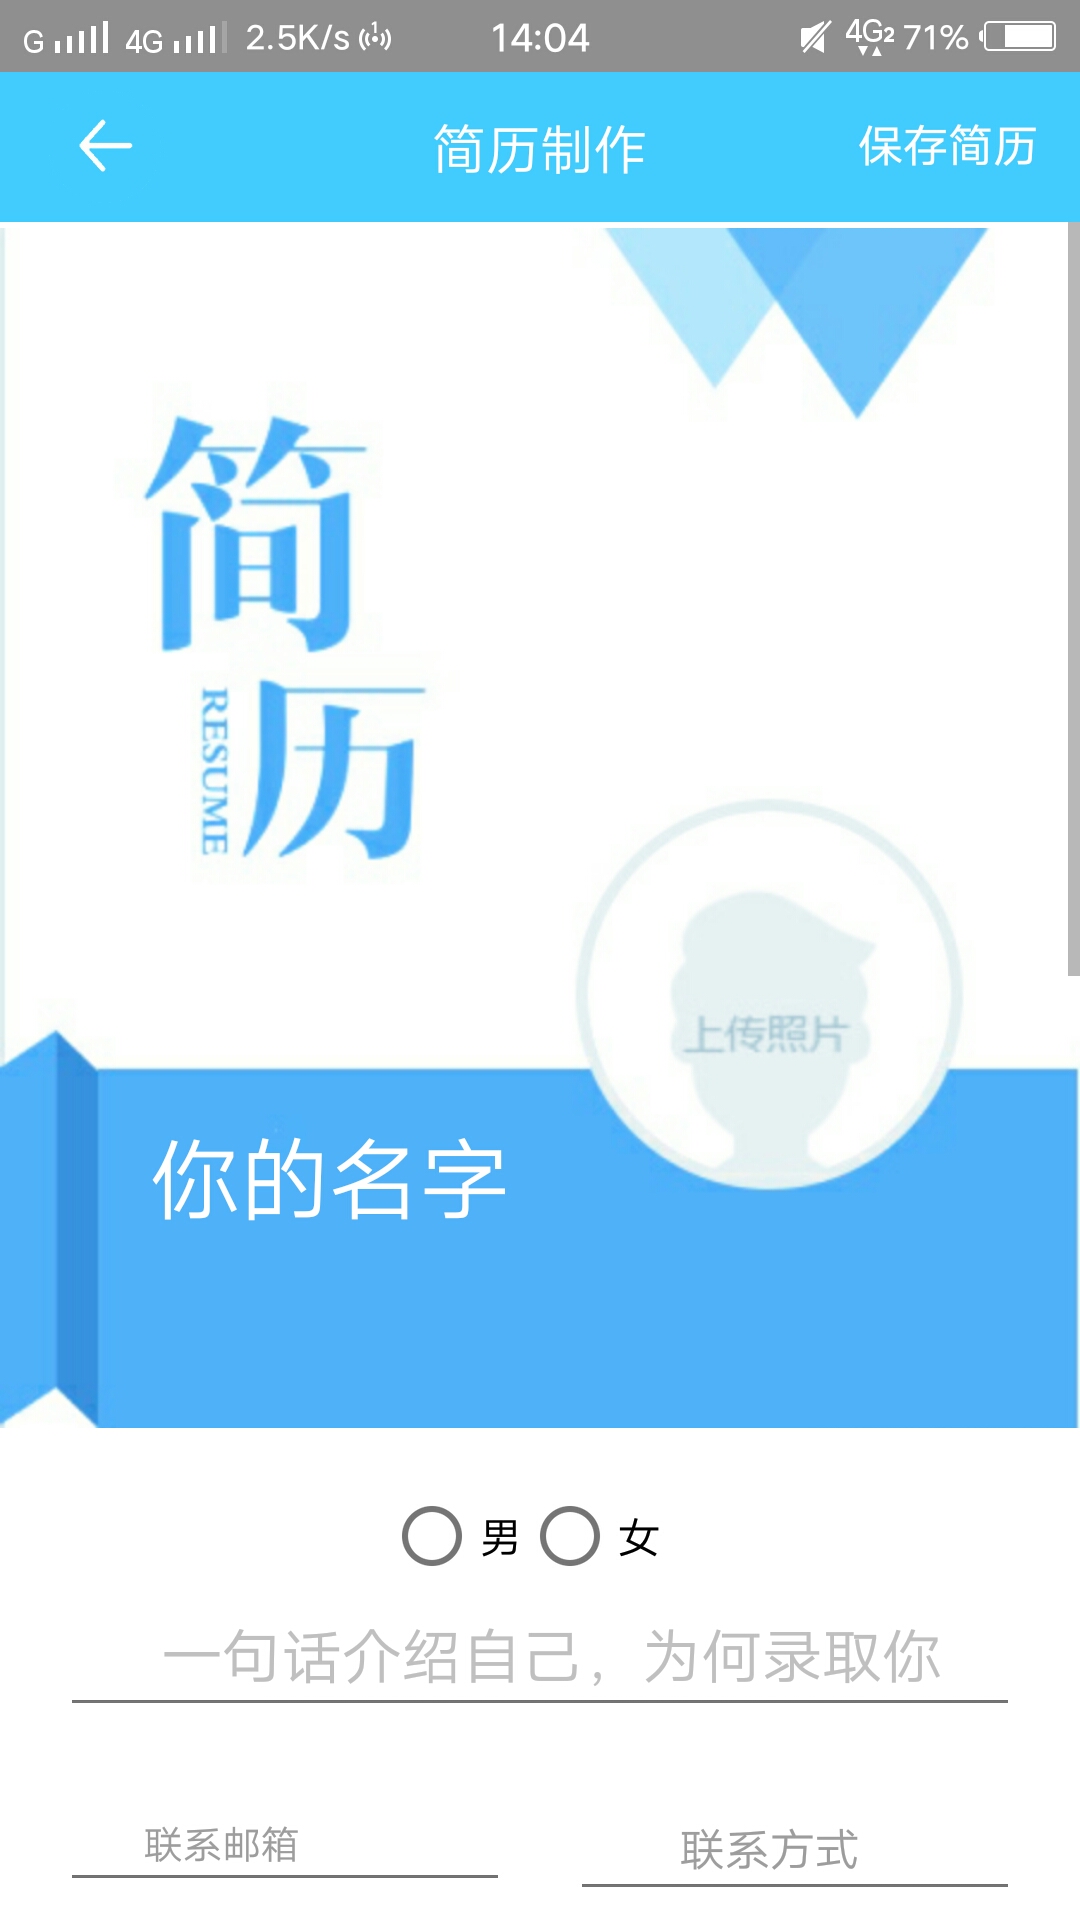 G 4G 2.5K/s 14:04 4G2 71%
简历制作 保存简历
简
历
RESUME
上传照片
你的名字
男 女
一句话介绍自己，为何录取你
联系邮箱 联系方式